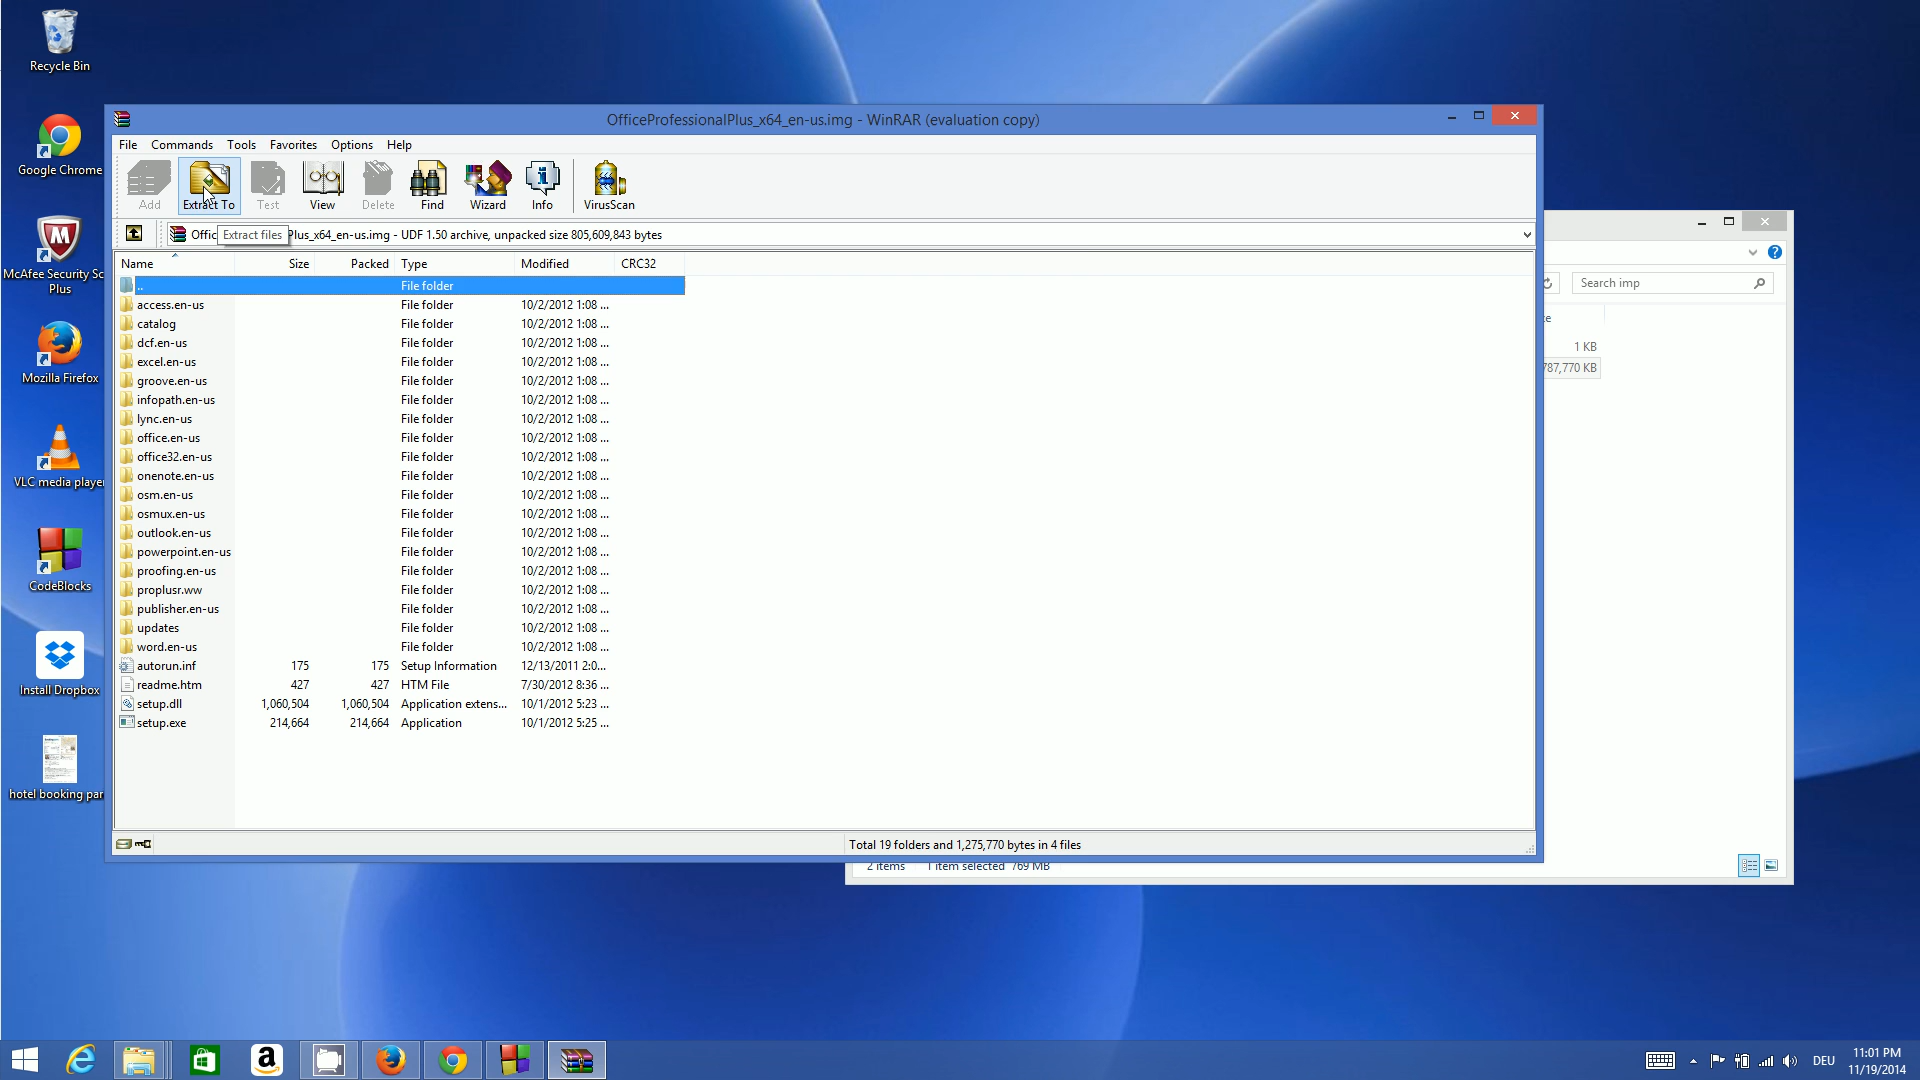 Recycle Bin
Google Chrome
McAfee Security Sc
Plus
Mozilla Firefox
VLC media player
CodeBlocks
Install Dropbox
hotel booking par
OfficeProfessionalPlus_x64_en-us.img - WinRAR (evaluation copy)
File Commands Tools Favorites Options Help
Add Extract To Test View Delete Find Wizard Info VirusScan
Offic Plus_x64_en-us.img - UDF 1.50 archive, unpacked size 805,609,843 bytes
Extract files
Name Size Packed Type Modified CRC32
.. File folder
access.en-us File folder 10/2/2012 1:08 ...
catalog File folder 10/2/2012 1:08 ...
dcf.en-us File folder 10/2/2012 1:08 ...
excel.en-us File folder 10/2/2012 1:08 ...
groove.en-us File folder 10/2/2012 1:08 ...
infopath.en-us File folder 10/2/2012 1:08 ...
lync.en-us File folder 10/2/2012 1:08 ...
office.en-us File folder 10/2/2012 1:08 ...
office32.en-us File folder 10/2/2012 1:08 ...
onenote.en-us File folder 10/2/2012 1:08 ...
osm.en-us File folder 10/2/2012 1:08 ...
osmux.en-us File folder 10/2/2012 1:08 ...
outlook.en-us File folder 10/2/2012 1:08 ...
powerpoint.en-us File folder 10/2/2012 1:08 ...
proofing.en-us File folder 10/2/2012 1:08 ...
proplusr.ww File folder 10/2/2012 1:08 ...
publisher.en-us File folder 10/2/2012 1:08 ...
updates File folder 10/2/2012 1:08 ...
word.en-us File folder 10/2/2012 1:08 ...
autorun.inf 175 175 Setup Information 12/13/2011 2:0...
readme.htm 427 427 HTM File 7/30/2012 8:36 ...
setup.dll 1,060,504 1,060,504 Application extens... 10/1/2012 5:23 ...
setup.exe 214,664 214,664 Application 10/1/2012 5:25 ...
Total 19 folders and 1,275,770 bytes in 4 files
Search imp
ze
1 KB
787,770 KB
2 items 1 item selected 769 MB
DEU
11:01 PM
11/19/2014